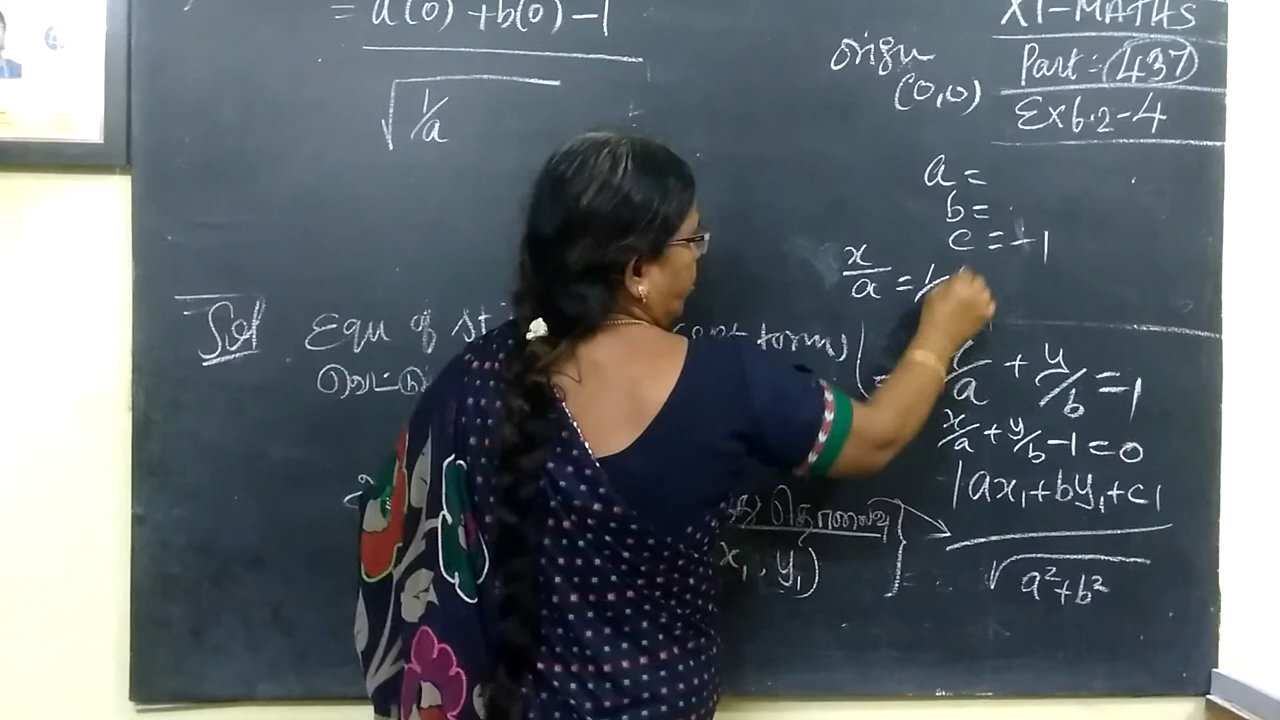 = a(0) + b(0) - 1
√ 1/a
origin
(0,0)
XI-MATHS
Part: 437
Ex 6.2-4
a =
b =
c = -1
x/a =
Sol
Equ of st
forms
வெட்டு
x/a + y/b = 1
x/a + y/b - 1 = 0
தொலைவு
x₁, y₁)
|ax₁ + by₁ + c|
√ a² + b²